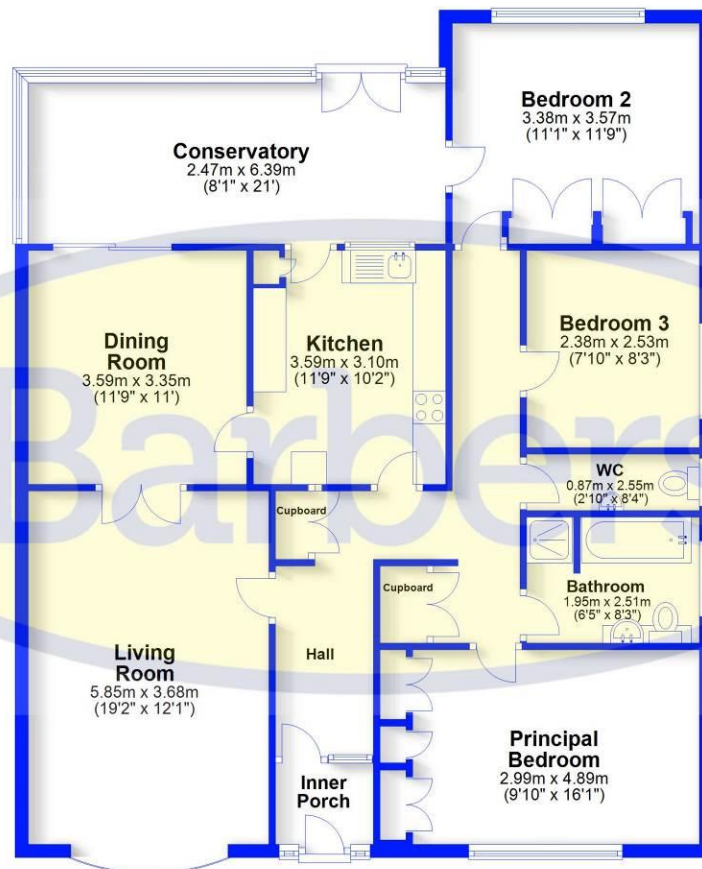 Bedroom 2
3.38m x 3.57m
(11'1" x 11'9")
Conservatory
2.47m x 6.39m
(8'1" x 21')
Dining
Room
3.59m x 3.35m
(11'9" x 11')
Kitchen
3.59m x 3.10m
(11'9" x 10'2")
Bedroom 3
2.38m x 2.53m
(7'10" x 8'3")
WC
0.87m x 2.55m
(2'10" x 8'4")
Barbers
Cupboard
Cupboard
Bathroom
1.95m x 2.51m
(6'5" x 8'3")
Living
Room
5.85m x 3.68m
(19'2" x 12'1")
Hall
Inner
Porch
Principal
Bedroom
2.99m x 4.89m
(9'10" x 16'1")